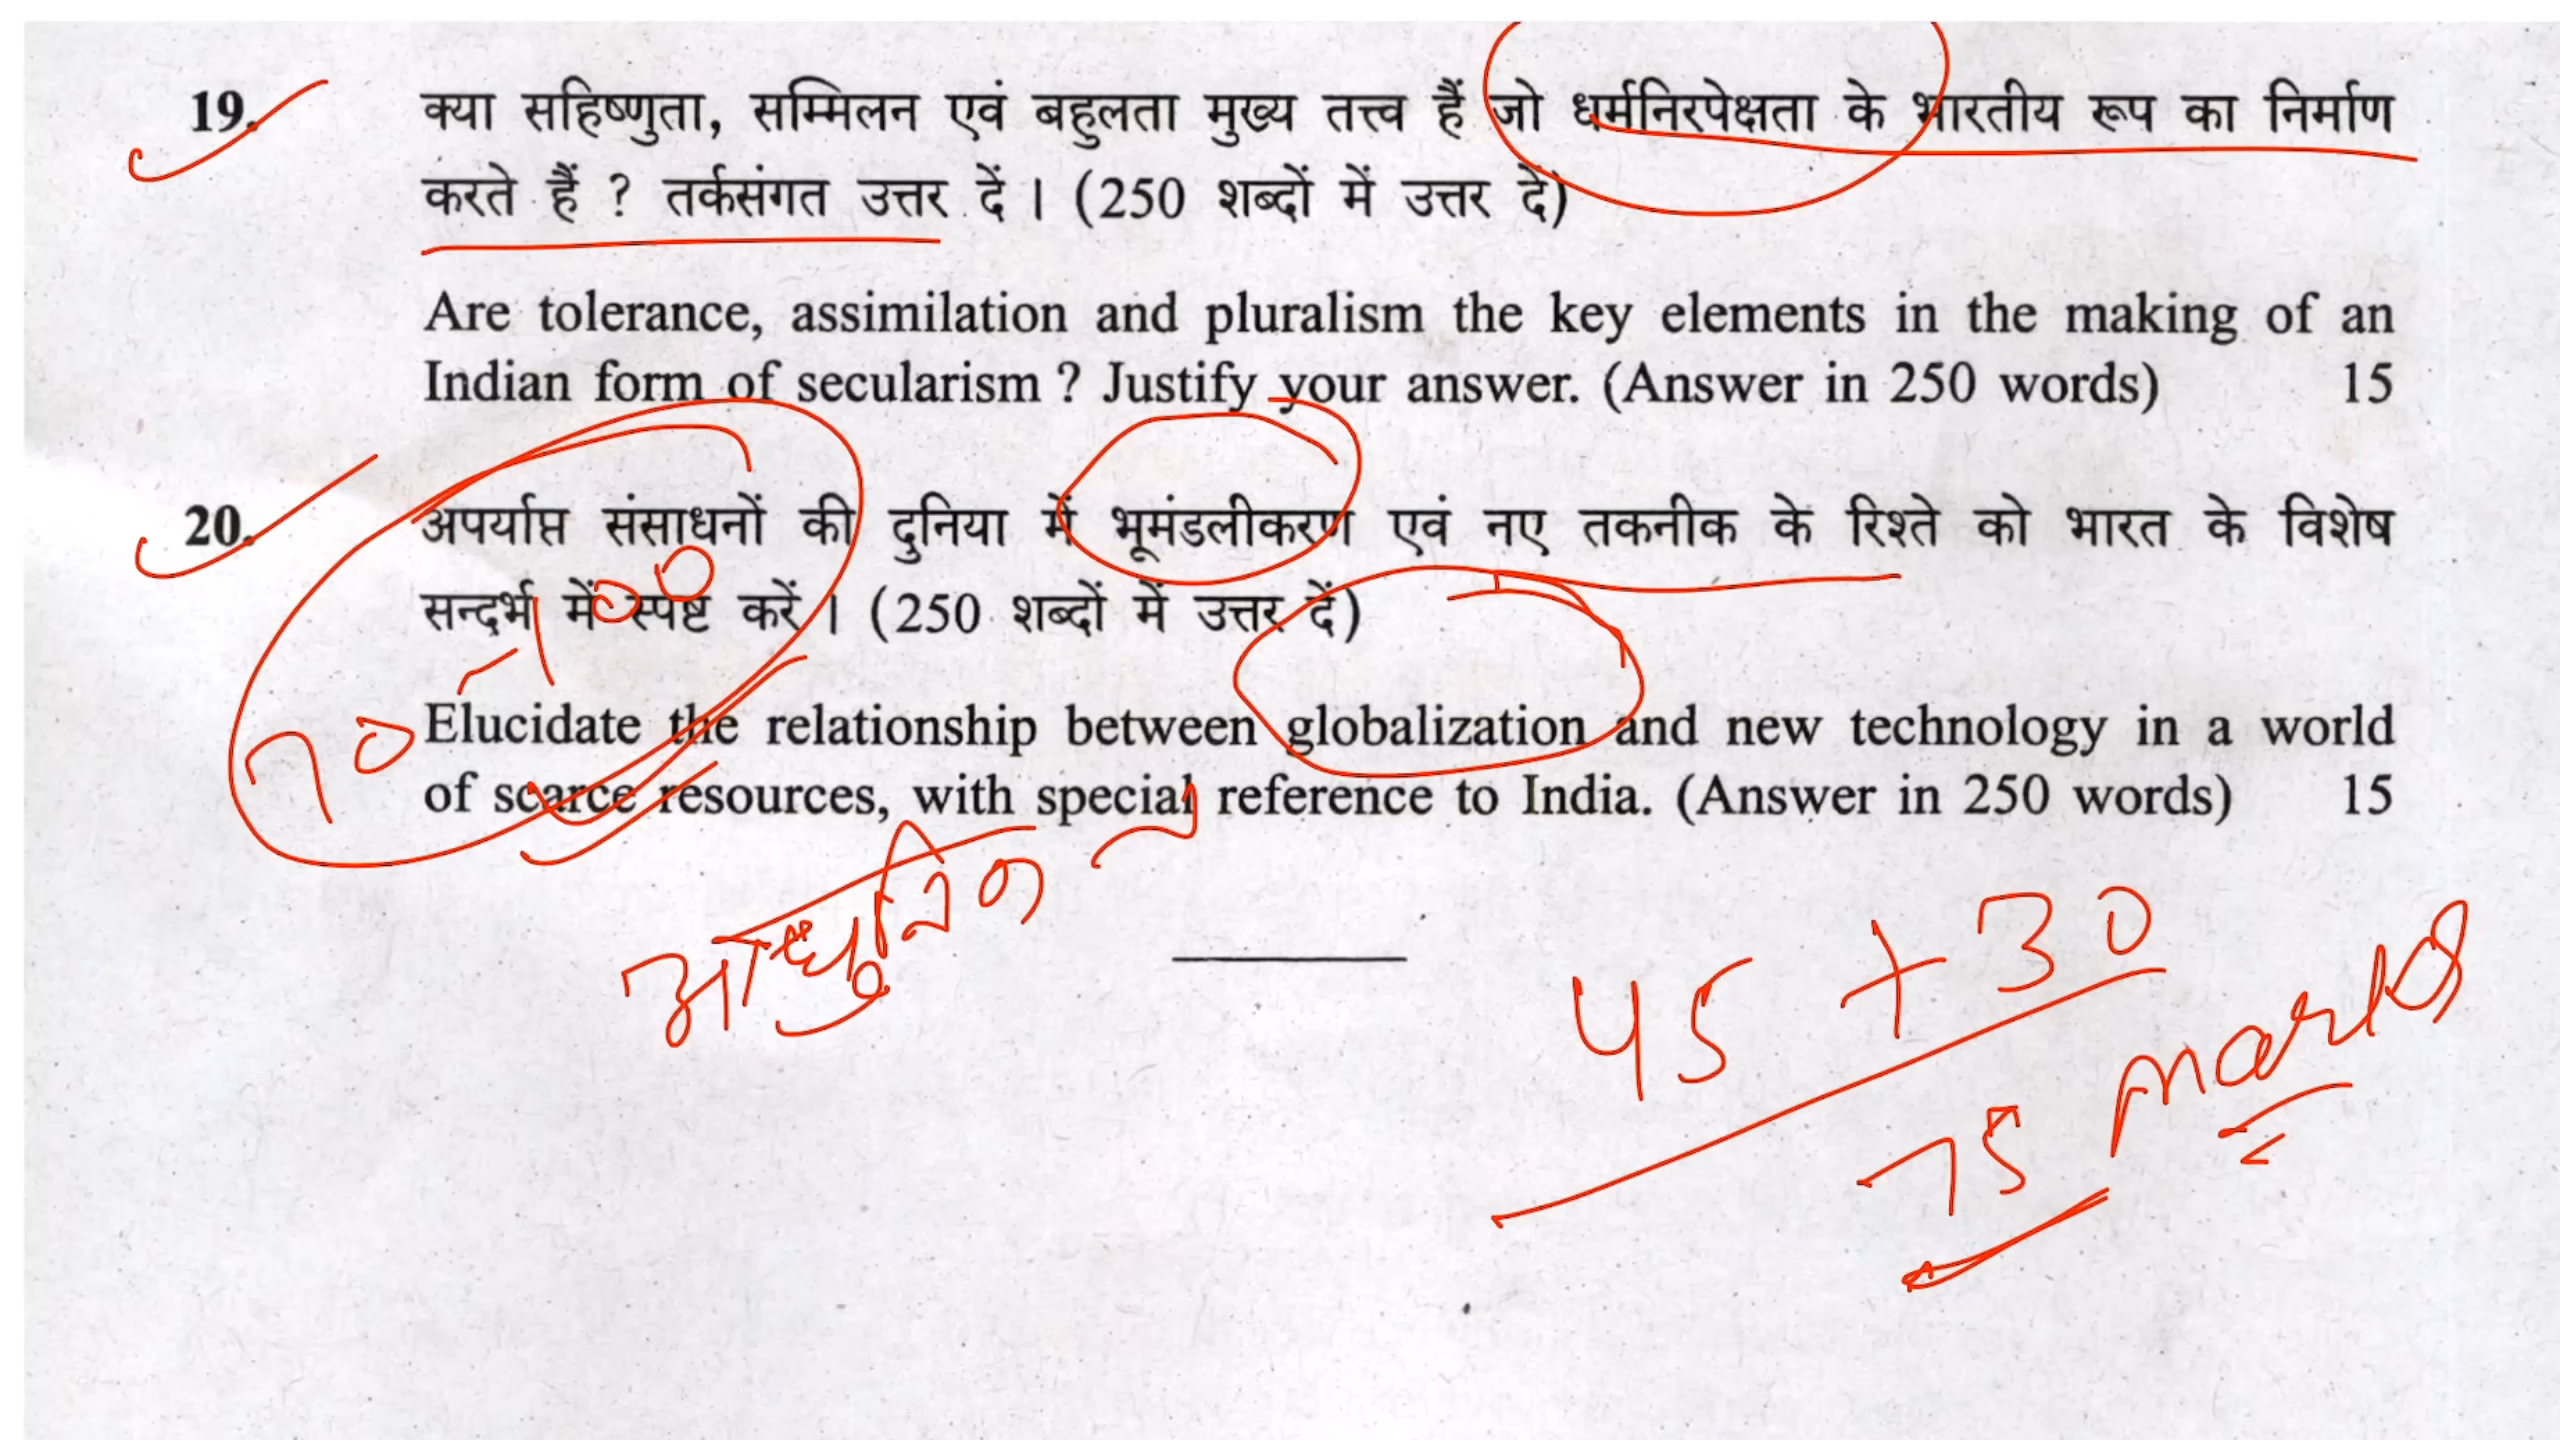 19. क्या सहिष्णुता, सम्मिलन एवं बहुलता मुख्य तत्त्व हैं जो धर्मनिरपेक्षता के भारतीय रूप का निर्माण
करते हैं ? तर्कसंगत उत्तर दें । (250 शब्दों में उत्तर दें)
Are tolerance, assimilation and pluralism the key elements in the making of an
Indian form of secularism ? Justify your answer. (Answer in 250 words) 15
20. अपर्याप्त संसाधनों की दुनिया में भूमंडलीकरण एवं नए तकनीक के रिश्ते को भारत के विशेष
सन्दर्भ में स्पष्ट करें । (250 शब्दों में उत्तर दें)
70 - 100
Elucidate the relationship between globalization and new technology in a world
of scarce resources, with special reference to India. (Answer in 250 words) 15
आधुनिक
45 + 30
75 marks